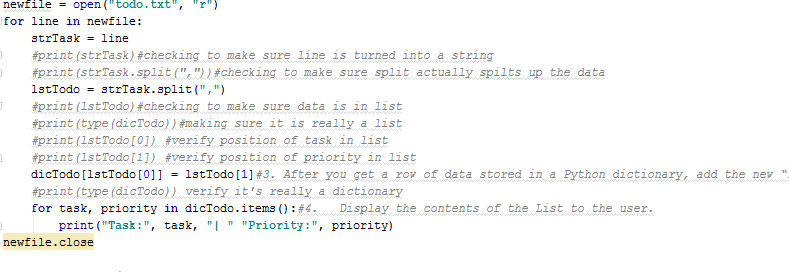 newfile = open("todo.txt", "r")
for line in newfile:
    strTask = line
    #print(strTask)#checking to make sure line is turned into a string
    #print(strTask.split(","))#checking to make sure split actually spilts up the data
    lstTodo = strTask.split(",")
    #print(lstTodo)#checking to make sure data is in list
    #print(type(dicTodo))#making sure it is really a list
    #print(lstTodo[0]) #verify position of task in list
    #print(lstTodo[1]) #verify position of priority in list
    dicTodo[lstTodo[0]] = lstTodo[1]#3. After you get a row of data stored in a Python dictionary, add the new "
    #print(type(dicTodo)) verify it's really a dictionary
    for task, priority in dicTodo.items():#4.   Display the contents of the List to the user.
        print("Task:", task, "| " "Priority:", priority)
newfile.close